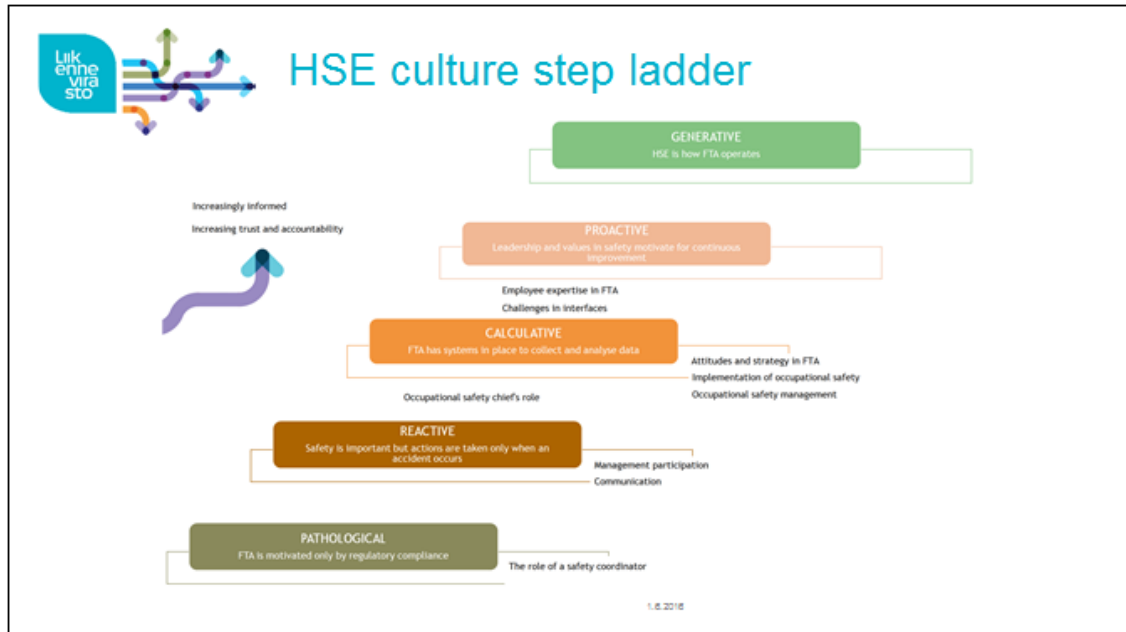 Liik
enne
vira
sto
HSE culture step ladder
GENERATIVE
HSE is how FTA operates
Increasingly informed
Increasing trust and accountability
PROACTIVE
Leadership and values in safety motivate for continuous
improvement
Employee expertise in FTA
Challenges in interfaces
CALCULATIVE
FTA has systems in place to collect and analyse data
Attitudes and strategy in FTA
Implementation of occupational safety
Occupational safety management
Occupational safety chief's role
REACTIVE
Safety is important but actions are taken only when an
accident occurs
Management participation
Communication
PATHOLOGICAL
FTA is motivated only by regulatory compliance
The role of a safety coordinator
1.6.2016